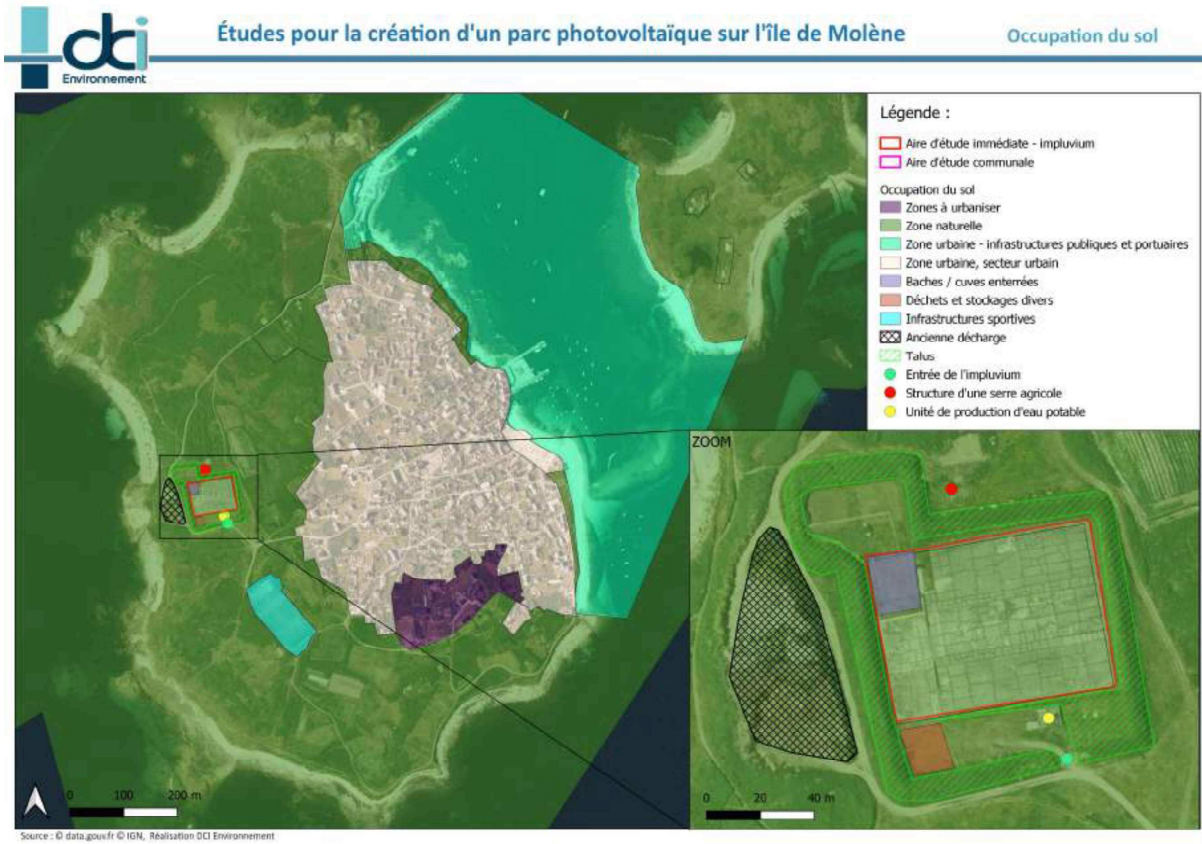 dci
Environnement
Études pour la création d'un parc photovoltaïque sur l'île de Molène
Occupation du sol
Légende :
Aire d'étude immédiate - impluvium
Aire d'étude communale
Occupation du sol
Zones à urbaniser
Zone naturelle
Zone urbaine - infrastructures publiques et portuaires
Zone urbaine, secteur urbain
Baches / cuves enterrées
Déchets et stockages divers
Infrastructures sportives
Ancienne décharge
Talus
Entrée de l'impluvium
Structure d'une serre agricole
Unité de production d'eau potable
ZOOM
0 100 200 m
0 20 40 m
Source : © data.gouv.fr © IGN, Réalisation DCI Environnement